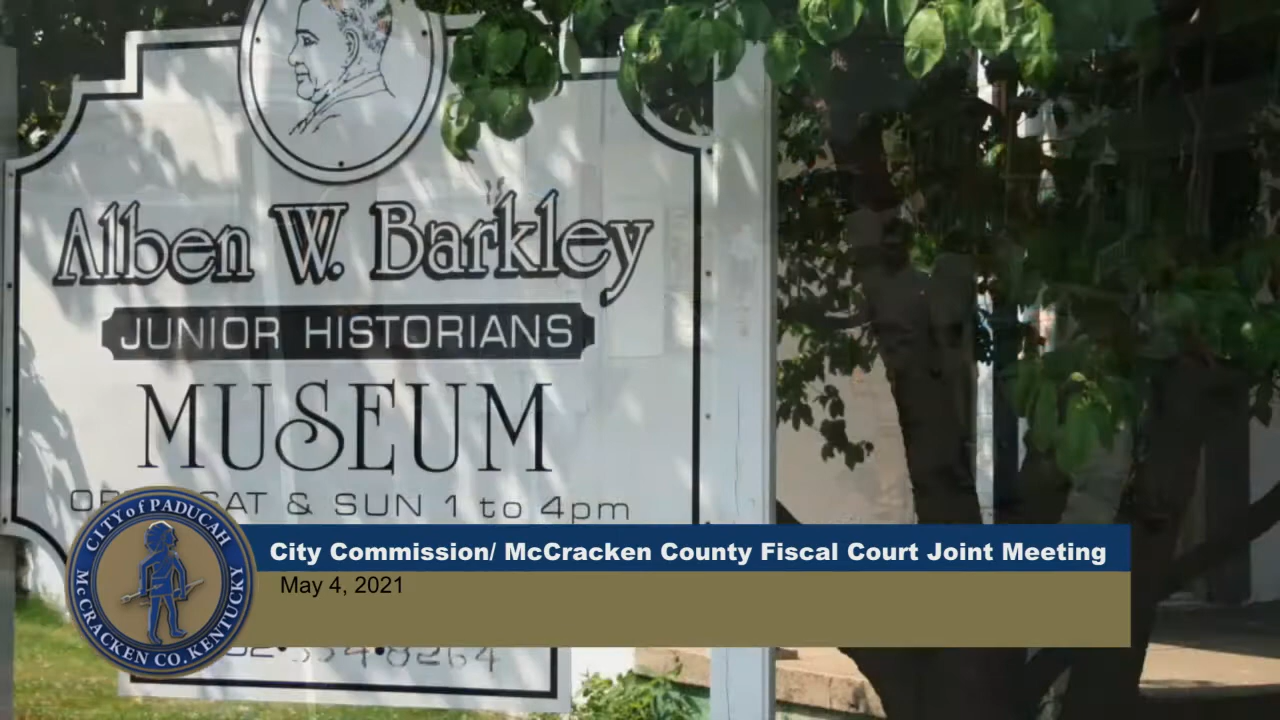 Alben W. Barkley
JUNIOR HISTORIANS
MUSEUM
SAT & SUN 1 to 4pm
CITY of PADUCAH
McCRACKEN CO. KENTUCKY
City Commission/ McCracken County Fiscal Court Joint Meeting
May 4, 2021